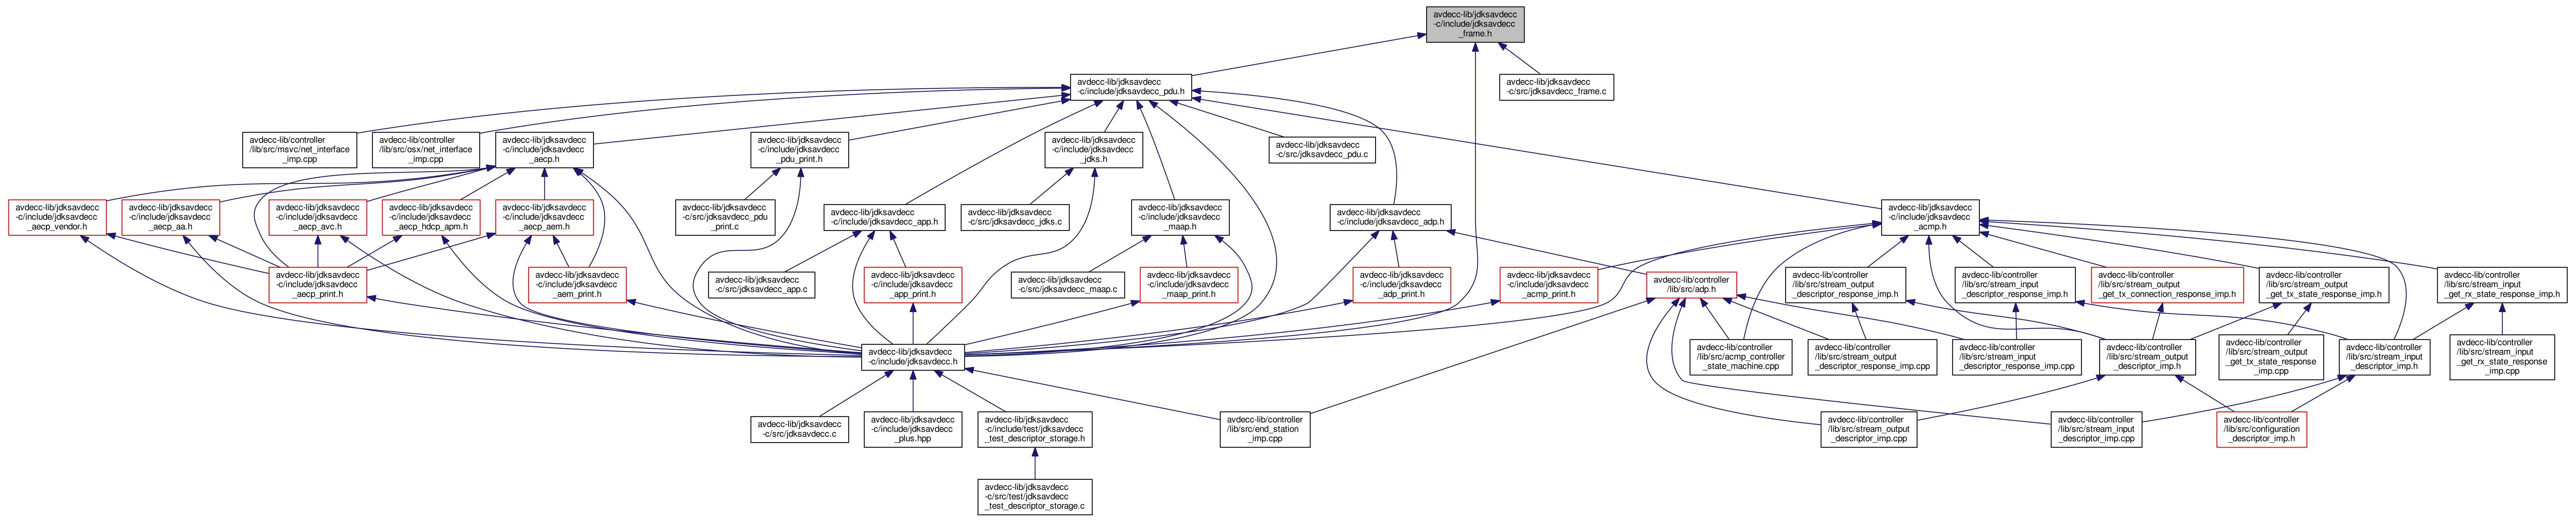 avdecc-lib/jdksavdecc
-c/include/jdksavdecc
_frame.h
avdecc-lib/jdksavdecc
-c/include/jdksavdecc_pdu.h
avdecc-lib/jdksavdecc
-c/src/jdksavdecc_frame.c
avdecc-lib/controller
/lib/src/msvc/net_interface
_imp.cpp
avdecc-lib/controller
/lib/src/osx/net_interface
_imp.cpp
avdecc-lib/jdksavdecc
-c/include/jdksavdecc
_aecp.h
avdecc-lib/jdksavdecc
-c/include/jdksavdecc
_pdu_print.h
avdecc-lib/jdksavdecc
-c/include/jdksavdecc
_jdks.h
avdecc-lib/jdksavdecc
-c/src/jdksavdecc_pdu.c
avdecc-lib/jdksavdecc
-c/include/jdksavdecc
_aecp_vendor.h
avdecc-lib/jdksavdecc
-c/include/jdksavdecc
_aecp_aa.h
avdecc-lib/jdksavdecc
-c/include/jdksavdecc
_aecp_avc.h
avdecc-lib/jdksavdecc
-c/include/jdksavdecc
_aecp_hdcp_apm.h
avdecc-lib/jdksavdecc
-c/include/jdksavdecc
_aecp_aem.h
avdecc-lib/jdksavdecc
-c/src/jdksavdecc_pdu
_print.c
avdecc-lib/jdksavdecc
-c/include/jdksavdecc_app.h
avdecc-lib/jdksavdecc
-c/src/jdksavdecc_jdks.c
avdecc-lib/jdksavdecc
-c/include/jdksavdecc
_maap.h
avdecc-lib/jdksavdecc
-c/include/jdksavdecc_adp.h
avdecc-lib/jdksavdecc
-c/include/jdksavdecc
_acmp.h
avdecc-lib/jdksavdecc
-c/include/jdksavdecc
_aecp_print.h
avdecc-lib/jdksavdecc
-c/include/jdksavdecc
_aem_print.h
avdecc-lib/jdksavdecc
-c/src/jdksavdecc_app.c
avdecc-lib/jdksavdecc
-c/include/jdksavdecc
_app_print.h
avdecc-lib/jdksavdecc
-c/src/jdksavdecc_maap.c
avdecc-lib/jdksavdecc
-c/include/jdksavdecc
_maap_print.h
avdecc-lib/jdksavdecc
-c/include/jdksavdecc
_adp_print.h
avdecc-lib/jdksavdecc
-c/include/jdksavdecc
_acmp_print.h
avdecc-lib/controller
/lib/src/adp.h
avdecc-lib/controller
/lib/src/stream_output
_descriptor_response_imp.h
avdecc-lib/controller
/lib/src/stream_input
_descriptor_response_imp.h
avdecc-lib/controller
/lib/src/stream_output
_get_tx_connection_response_imp.h
avdecc-lib/controller
/lib/src/stream_output
_get_tx_state_response_imp.h
avdecc-lib/controller
/lib/src/stream_input
_get_rx_state_response_imp.h
avdecc-lib/jdksavdecc
-c/include/jdksavdecc.h
avdecc-lib/controller
/lib/src/acmp_controller
_state_machine.cpp
avdecc-lib/controller
/lib/src/stream_output
_descriptor_response_imp.cpp
avdecc-lib/controller
/lib/src/stream_input
_descriptor_response_imp.cpp
avdecc-lib/controller
/lib/src/stream_output
_descriptor_imp.h
avdecc-lib/controller
/lib/src/stream_output
_get_tx_state_response
_imp.cpp
avdecc-lib/controller
/lib/src/stream_input
_descriptor_imp.h
avdecc-lib/controller
/lib/src/stream_input
_get_rx_state_response
_imp.cpp
avdecc-lib/jdksavdecc
-c/src/jdksavdecc.c
avdecc-lib/jdksavdecc
-c/include/jdksavdecc
_plus.hpp
avdecc-lib/jdksavdecc
-c/include/test/jdksavdecc
_test_descriptor_storage.h
avdecc-lib/controller
/lib/src/end_station
_imp.cpp
avdecc-lib/controller
/lib/src/stream_output
_descriptor_imp.cpp
avdecc-lib/controller
/lib/src/stream_input
_descriptor_imp.cpp
avdecc-lib/controller
/lib/src/configuration
_descriptor_imp.h
avdecc-lib/jdksavdecc
-c/src/test/jdksavdecc
_test_descriptor_storage.c